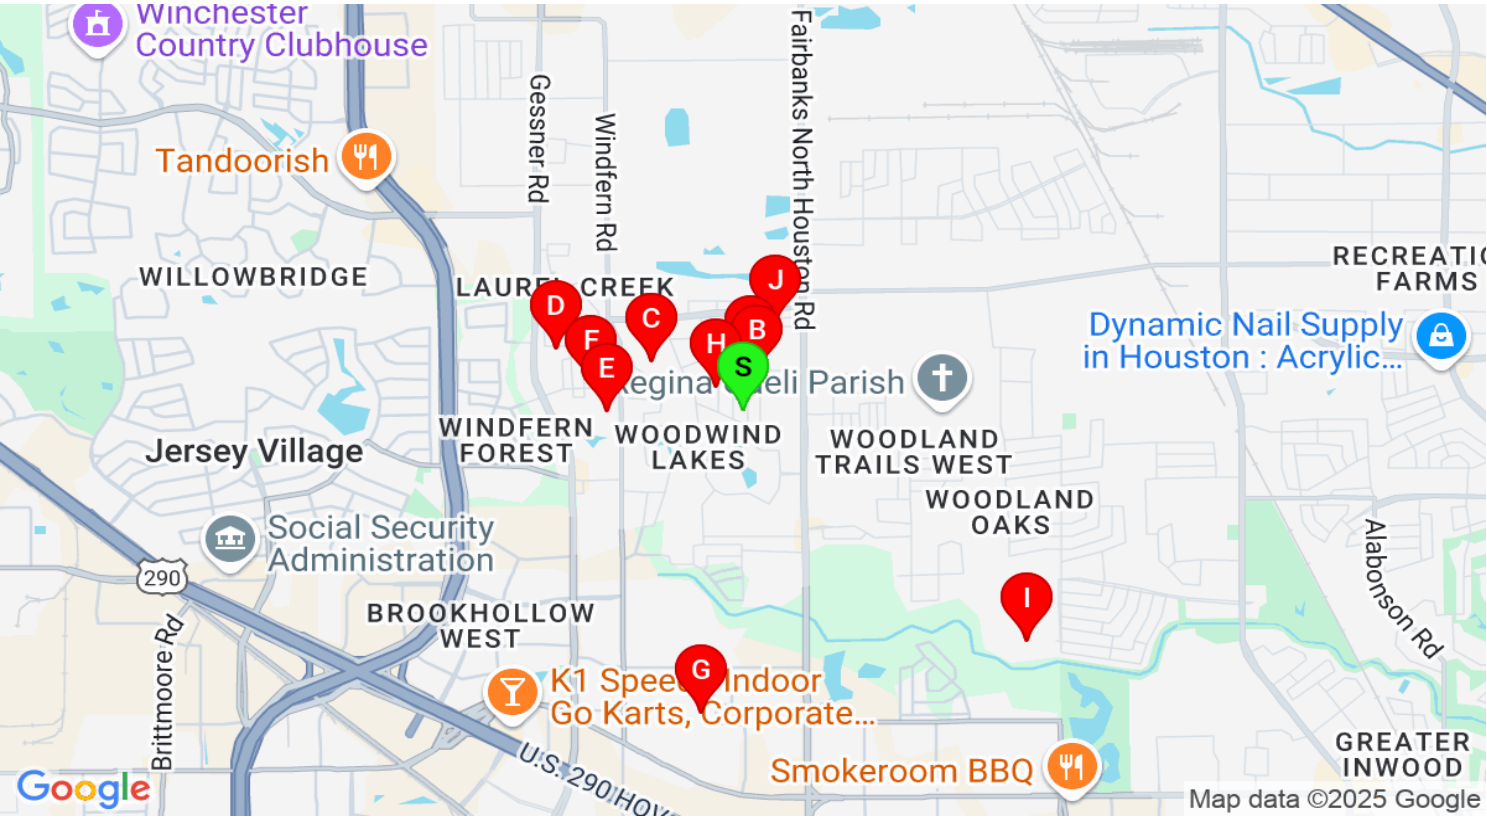 Winchester
Country Clubhouse
Tandoorish
Gessner Rd
Windfern Rd
Fairbanks North Houston Rd
WILLOWBRIDGE
LAUREL CREEK
RECREATIO
FARMS
J
D
C
B
F
H
E
S
Dynamic Nail Supply
in Houston : Acrylic...
Regina Caeli Parish
WINDFERN
FOREST
WOODWIND
LAKES
WOODLAND
TRAILS WEST
Jersey Village
WOODLAND
OAKS
Social Security
Administration
290
Alabonson Rd
BROOKHOLLOW
WEST
I
Brittmoore Rd
G
K1 Speed Indoor
Go Karts, Corporate...
U.S. 290 HOV
Smokeroom BBQ
GREATER
INWOOD
Google
Map data ©2025 Google